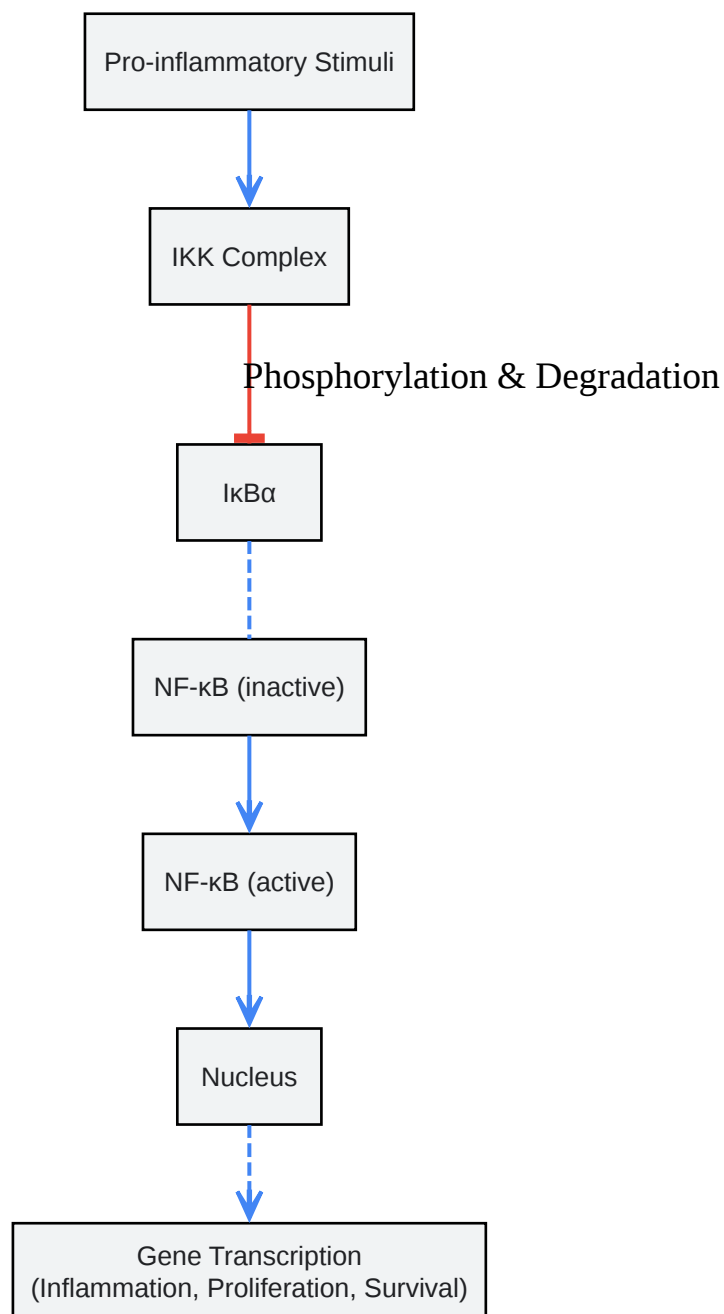 Pro-inflammatory Stimuli
IKK Complex
Phosphorylation & Degradation
IκBα
NF-κB (inactive)
NF-κB (active)
Nucleus
Gene Transcription
(Inflammation, Proliferation, Survival)